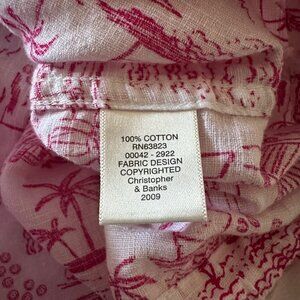 100% COTTON
RN63823
00042 - 2922
FABRIC DESIGN
COPYRIGHTED
Christopher
& Banks
2009